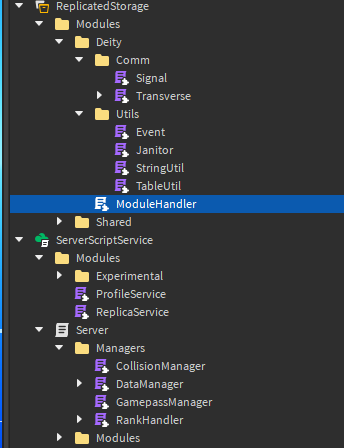 ReplicatedStorage
Modules
Deity
Comm
Signal
Transverse
Utils
Event
Janitor
StringUtil
TableUtil
ModuleHandler
Shared
ServerScriptService
Modules
Experimental
ProfileService
ReplicaService
Server
Managers
CollisionManager
DataManager
GamepassManager
RankHandler
Modules